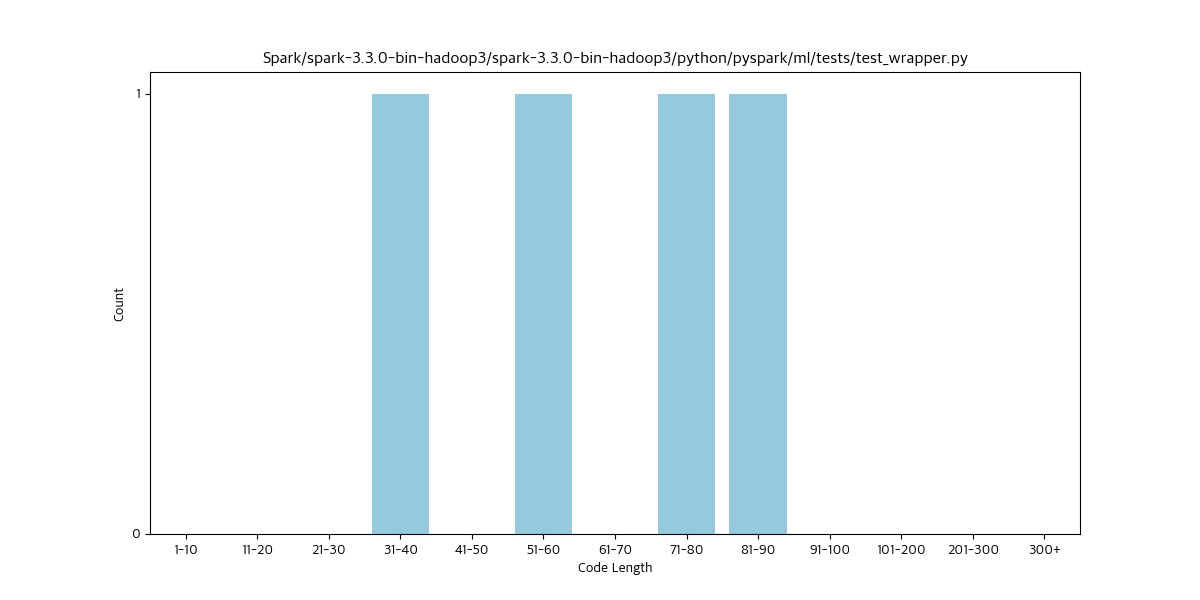 Spark/spark-3.3.0-bin-hadoop3/spark-3.3.0-bin-hadoop3/python/pyspark/ml/tests/test_wrapper.py
1
Count
0
1-10 11-20 21-30 31-40 41-50 51-60 61-70 71-80 81-90 91-100 101-200 201-300 300+
Code Length